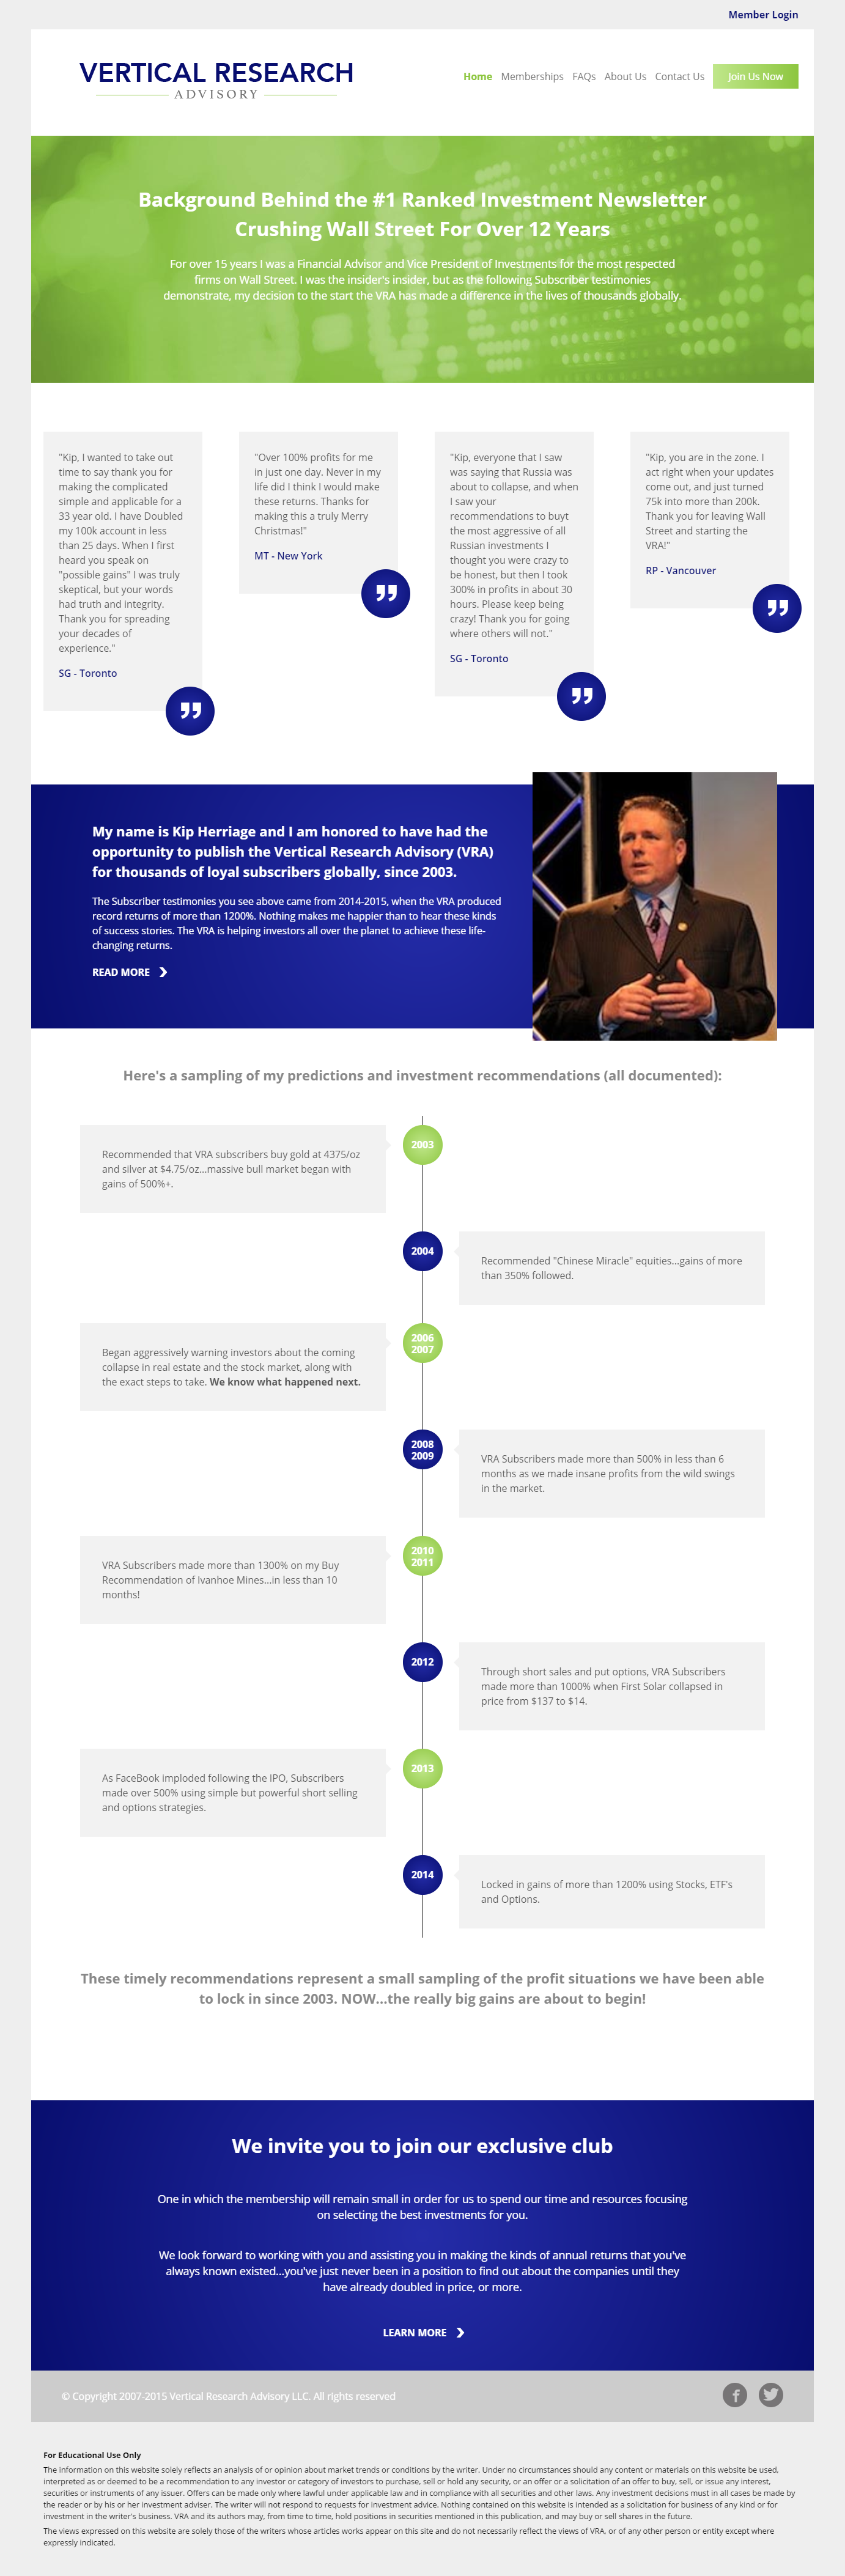 Member Login
VERTICAL RESEARCH
ADVISORY
Home Memberships FAQs About Us Contact Us Join Us Now
Background Behind the #1 Ranked Investment Newsletter
Crushing Wall Street For Over 12 Years
For over 15 years I was a Financial Advisor and Vice President of Investments for the most respected
firms on Wall Street. I was the insider's insider, but as the following Subscriber testimonies
demonstrate, my decision to the start the VRA has made a difference in the lives of thousands globally.
"Kip, I wanted to take out
time to say thank you for
making the complicated
simple and applicable for a
33 year old. I have Doubled
my 100k account in less
than 25 days. When I first
heard you speak on
"possible gains" I was truly
skeptical, but your words
had truth and integrity.
Thank you for spreading
your decades of
experience."
SG - Toronto
"Over 100% profits for me
in just one day. Never in my
life did I think I would make
these returns. Thanks for
making this a truly Merry
Christmas!"
MT - New York
"Kip, everyone that I saw
was saying that Russia was
about to collapse, and when
I saw your
recommendations to buyt
the most aggressive of all
Russian investments I
thought you were crazy to
be honest, but then I took
300% in profits in about 30
hours. Please keep being
crazy! Thank you for going
where others will not."
SG - Toronto
"Kip, you are in the zone. I
act right when your updates
come out, and just turned
75k into more than 200k.
Thank you for leaving Wall
Street and starting the
VRA!"
RP - Vancouver
My name is Kip Herriage and I am honored to have had the
opportunity to publish the Vertical Research Advisory (VRA)
for thousands of loyal subscribers globally, since 2003.
The Subscriber testimonies you see above came from 2014-2015, when the VRA produced
record returns of more than 1200%. Nothing makes me happier than to hear these kinds
of success stories. The VRA is helping investors all over the planet to achieve these life-
changing returns.
READ MORE
Here's a sampling of my predictions and investment recommendations (all documented):
2003
Recommended that VRA subscribers buy gold at 4375/oz
and silver at $4.75/oz...massive bull market began with
gains of 500%+.
2004
Recommended "Chinese Miracle" equities...gains of more
than 350% followed.
2006
2007
Began aggressively warning investors about the coming
collapse in real estate and the stock market, along with
the exact steps to take. We know what happened next.
2008
2009
VRA Subscribers made more than 500% in less than 6
months as we made insane profits from the wild swings
in the market.
2010
2011
VRA Subscribers made more than 1300% on my Buy
Recommendation of Ivanhoe Mines...in less than 10
months!
2012
Through short sales and put options, VRA Subscribers
made more than 1000% when First Solar collapsed in
price from $137 to $14.
2013
As FaceBook imploded following the IPO, Subscribers
made over 500% using simple but powerful short selling
and options strategies.
2014
Locked in gains of more than 1200% using Stocks, ETF's
and Options.
These timely recommendations represent a small sampling of the profit situations we have been able
to lock in since 2003. NOW...the really big gains are about to begin!
We invite you to join our exclusive club
One in which the membership will remain small in order for us to spend our time and resources focusing
on selecting the best investments for you.
We look forward to working with you and assisting you in making the kinds of annual returns that you've
always known existed...you've just never been in a position to find out about the companies until they
have already doubled in price, or more.
LEARN MORE
© Copyright 2007-2015 Vertical Research Advisory LLC. All rights reserved
For Educational Use Only
The information on this website solely reflects an analysis of or opinion about market trends or conditions by the writer. Under no circumstances should any content or materials on this website be used,
interpreted as or deemed to be a recommendation to any investor or category of investors to purchase, sell or hold any security, or an offer or a solicitation of an offer to buy, sell, or issue any interest,
securities or instruments of any issuer. Offers can be made only where lawful under applicable law and in compliance with all securities and other laws. Any investment decisions must in all cases be made by
the reader or by his or her investment adviser. The writer will not respond to requests for investment advice. Nothing contained on this website is intended as a solicitation for business of any kind or for
investment in the writer's business. VRA and its authors may, from time to time, hold positions in securities mentioned in this publication, and may buy or sell shares in the future.
The views expressed on this website are solely those of the writers whose articles works appear on this site and do not necessarily reflect the views of VRA, or of any other person or entity except where
expressly indicated.